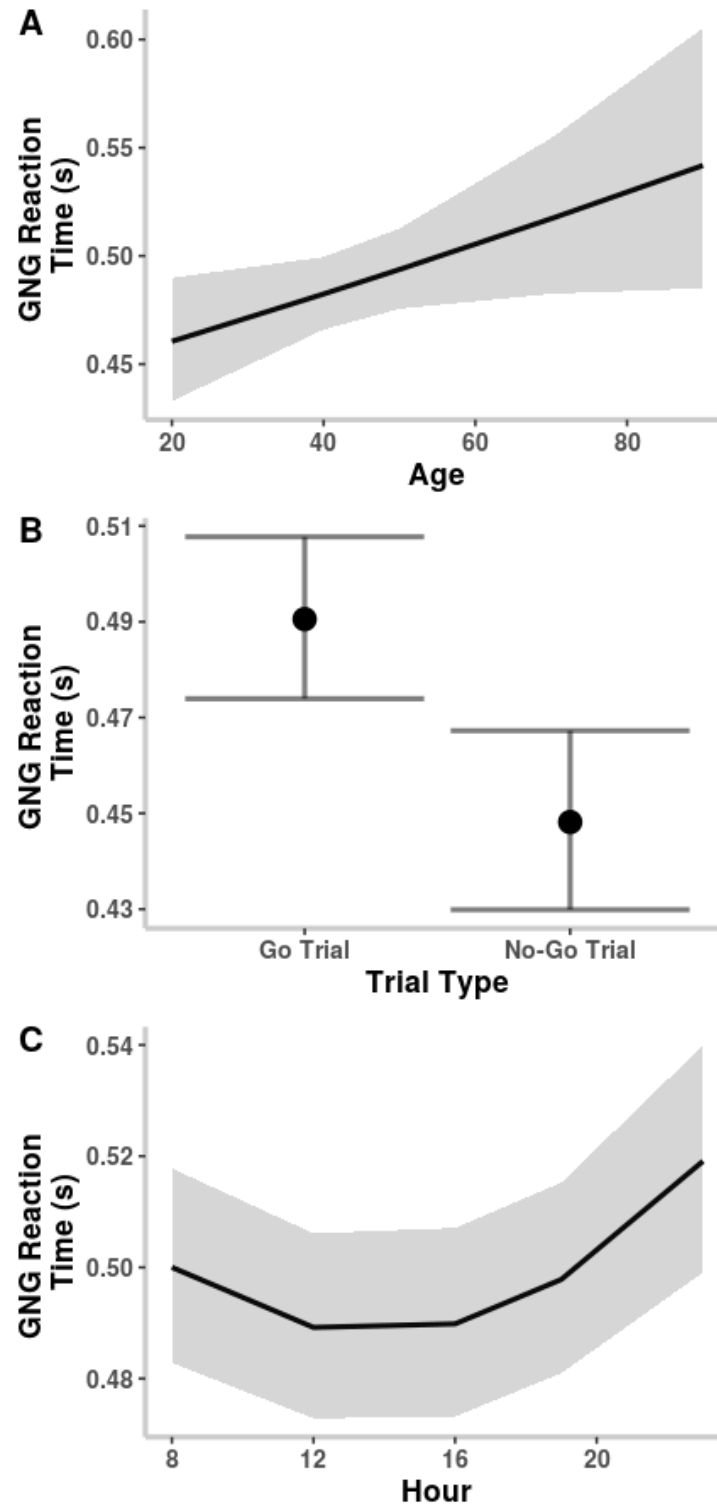 A
GNG Reaction
Time (s)
0.60
0.55
0.50
0.45
20 40 60 80
Age
B
GNG Reaction
Time (s)
0.51
0.49
0.47
0.45
0.43
Go Trial No-Go Trial
Trial Type
C
GNG Reaction
Time (s)
0.54
0.52
0.50
0.48
8 12 16 20
Hour